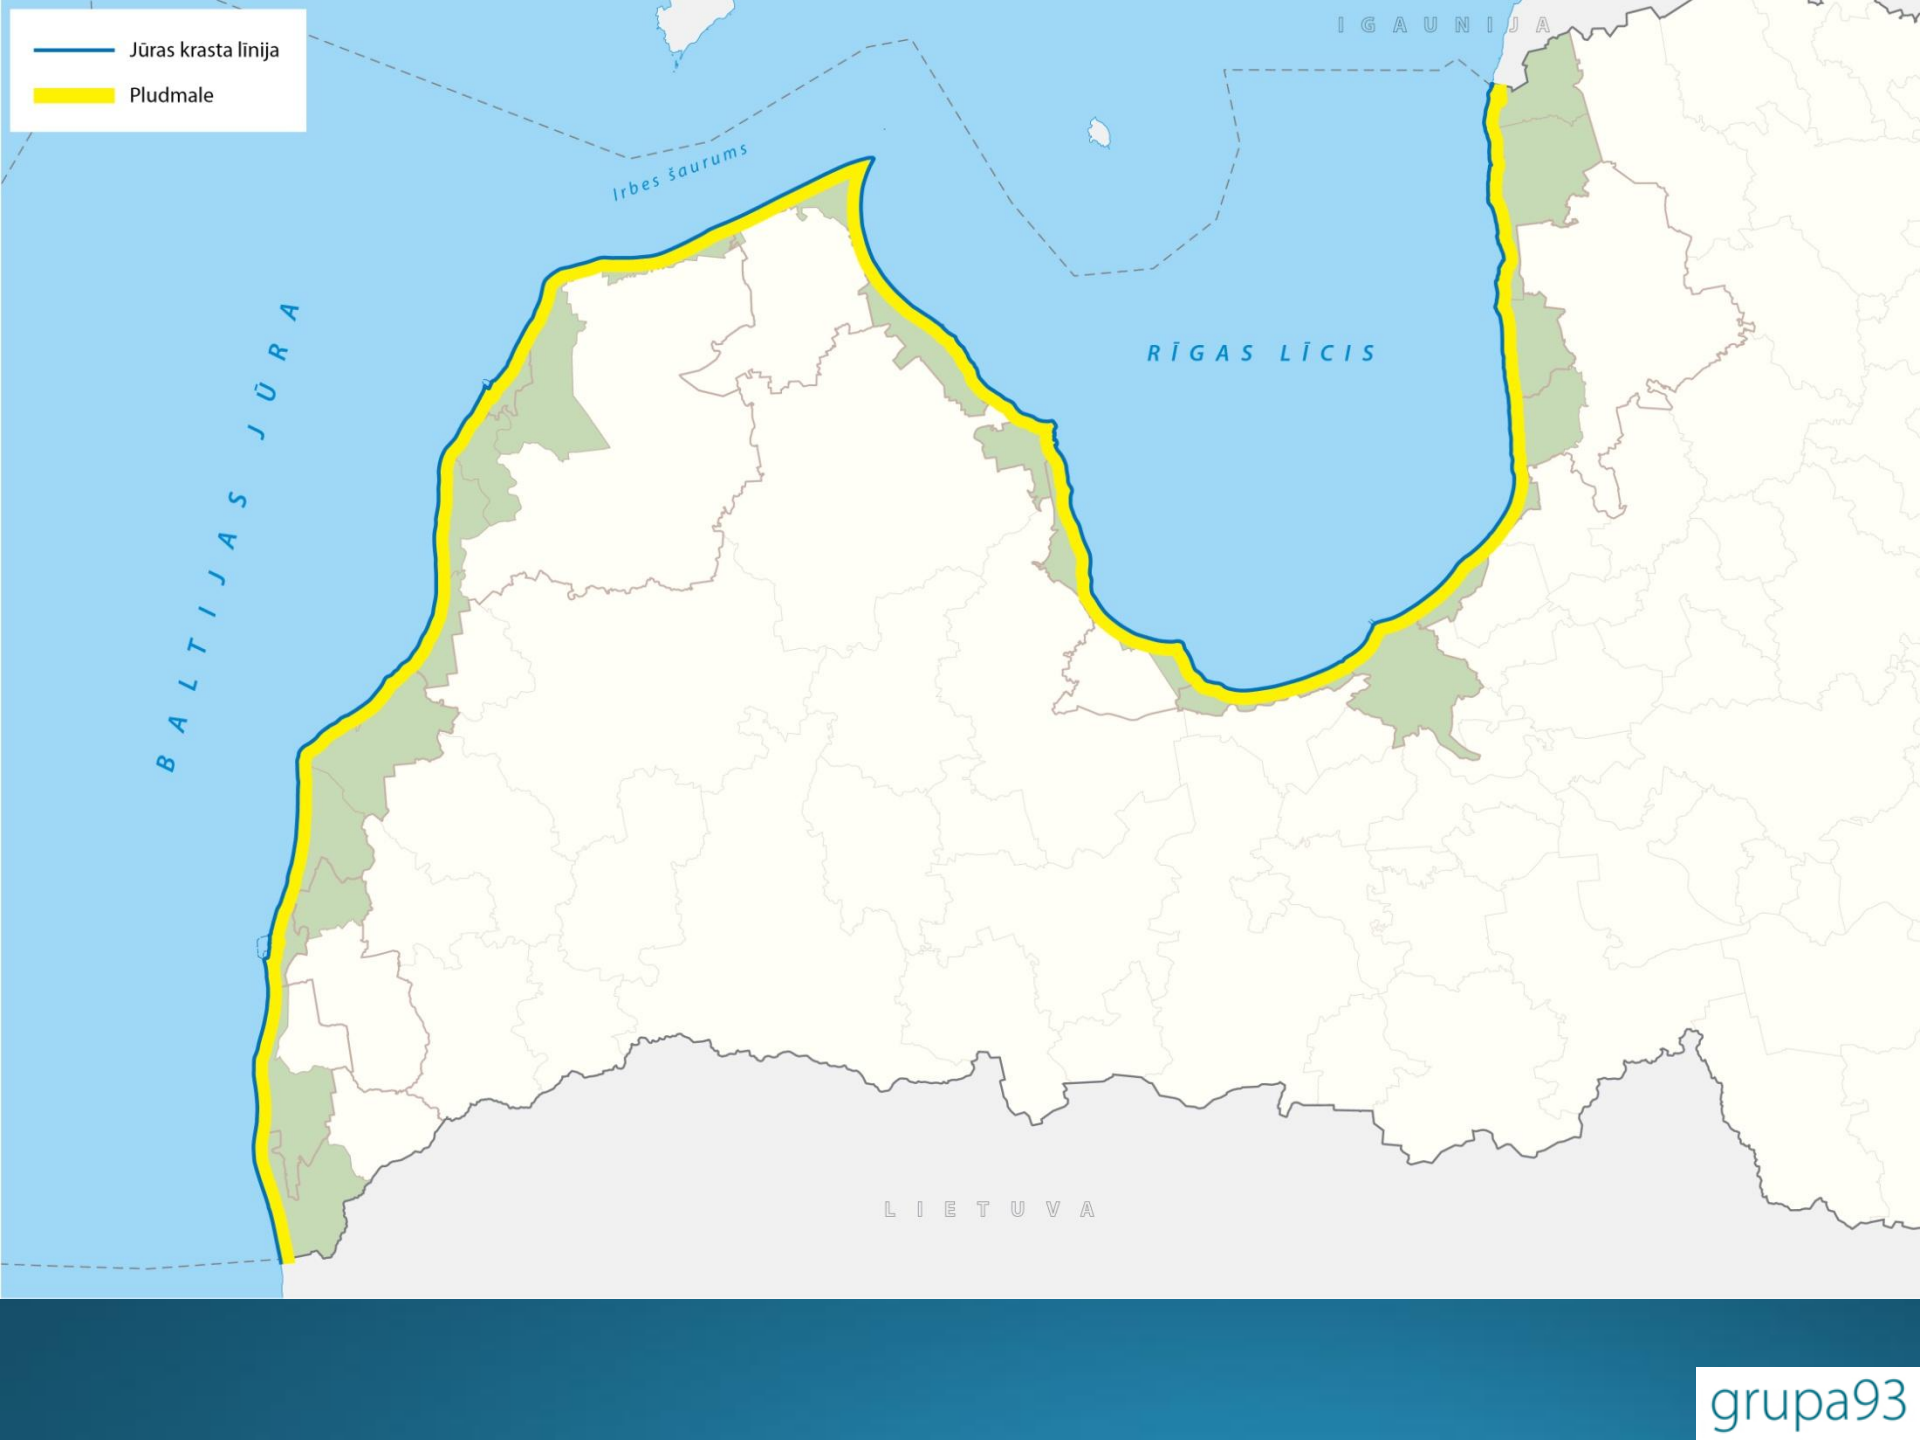 Jūras krasta līnija
Pludmale
IGAUNIJA
Irbes šaurums
BALTIJAS JŪRA
RĪGAS LĪCIS
LIETUVA
grupa93